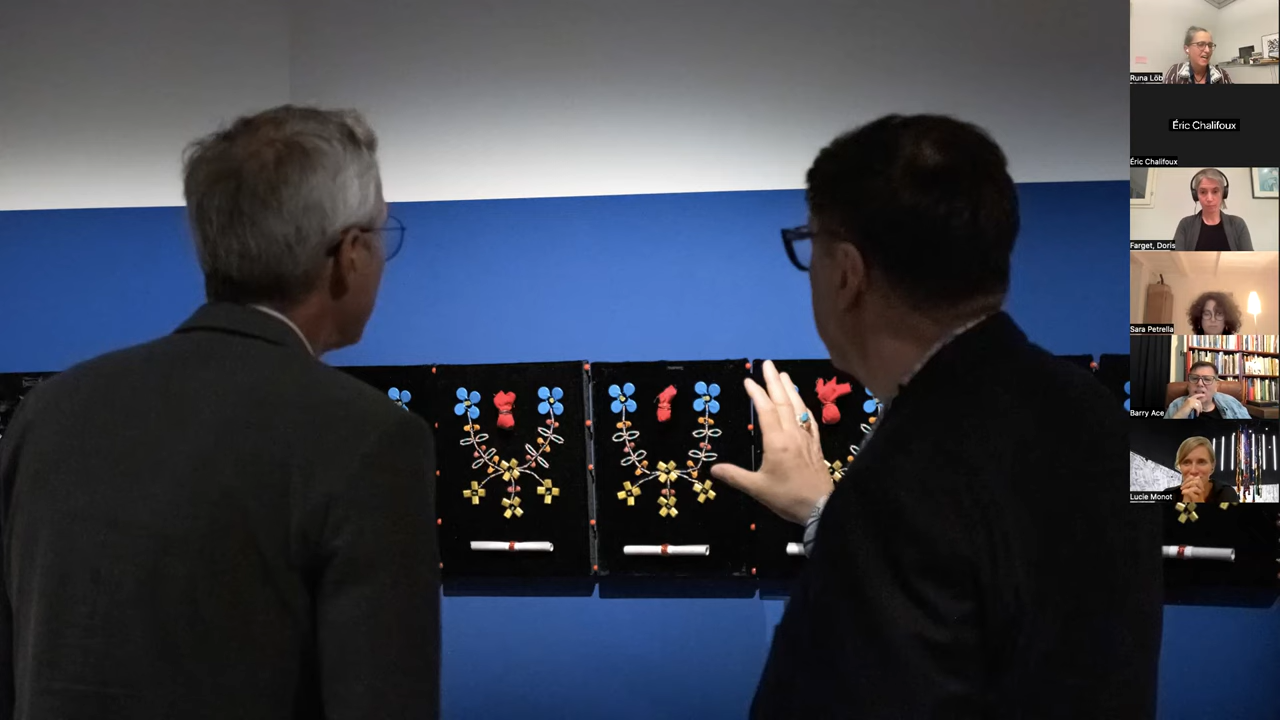 Runa Löb
Éric Chalifoux
Éric Chalifoux
Farget, Doris
Sara Petrella
Barry Ace
Lucie Monot